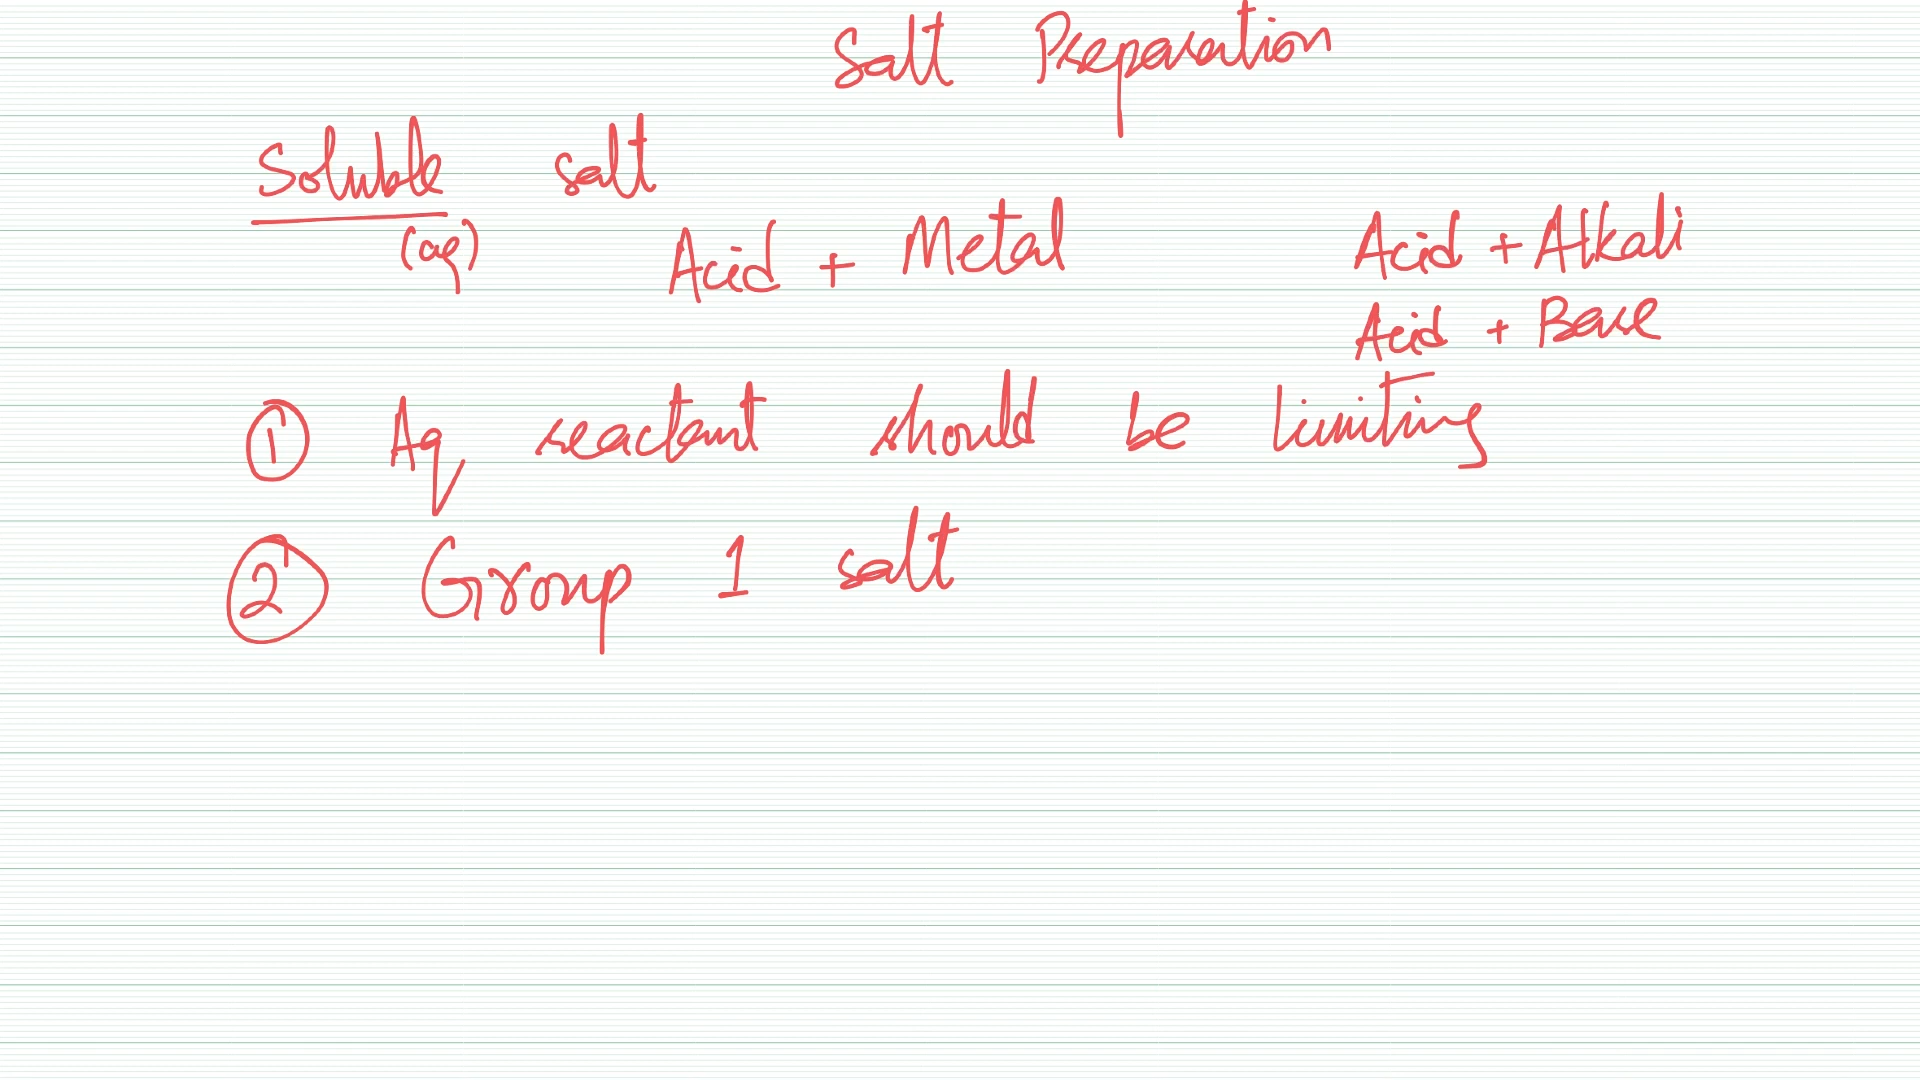 Salt Preparation
Soluble salt
(aq)
Acid + Metal
Acid + Alkali
Acid + Base
① Aq reactant should be limiting
② Group 1 salt